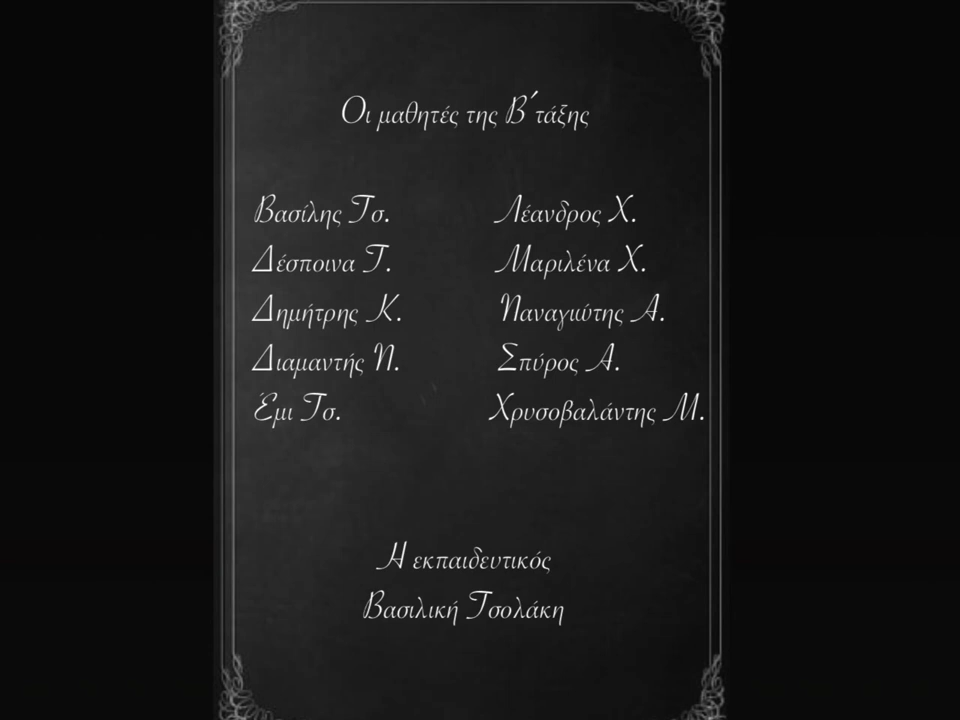 Οι μαθητές της Β΄τάξης
Βασίλης Τσ.
Δέσποινα Τ.
Δημήτρης Κ.
Διαμαντής Π.
Έμι Τσ.
Λέανδρος Χ.
Μαριλένα Χ.
Παναγιώτης Α.
Σπύρος Α.
Χρυσοβαλάντης Μ.
Η εκπαιδευτικός
Βασιλική Τσολάκη